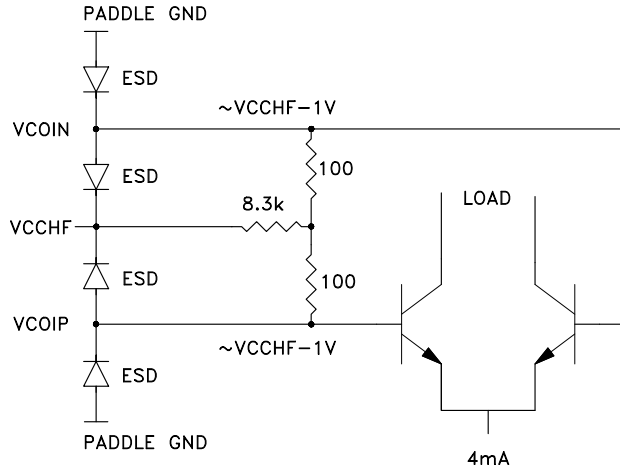 PADDLE GND
ESD
~VCCHF-1V
VCOIN
ESD
100
8.3k
LOAD
VCCHF
ESD
100
VCOIP
~VCCHF-1V
ESD
PADDLE GND
4mA